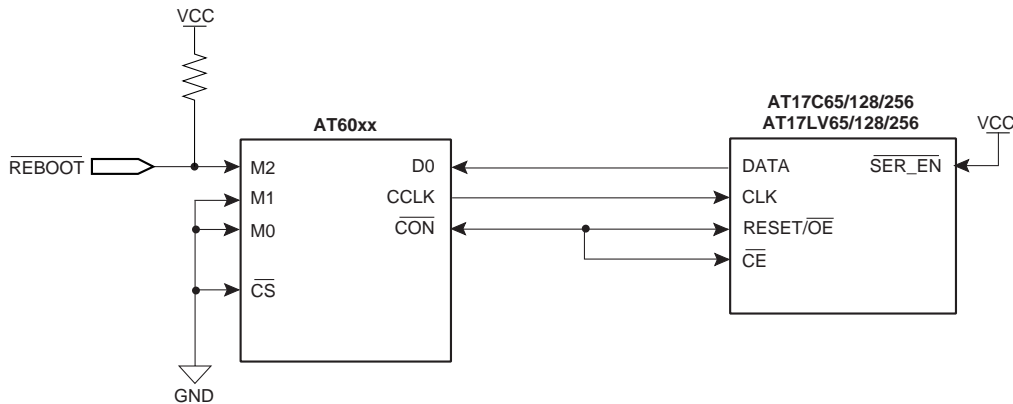 VCC
AT60xx
AT17C65/128/256
AT17LV65/128/256
VCC
REBOOT
M2
D0
DATA
SER_EN
M1
CCLK
CLK
M0
CON
RESET/OE
CE
CS
GND